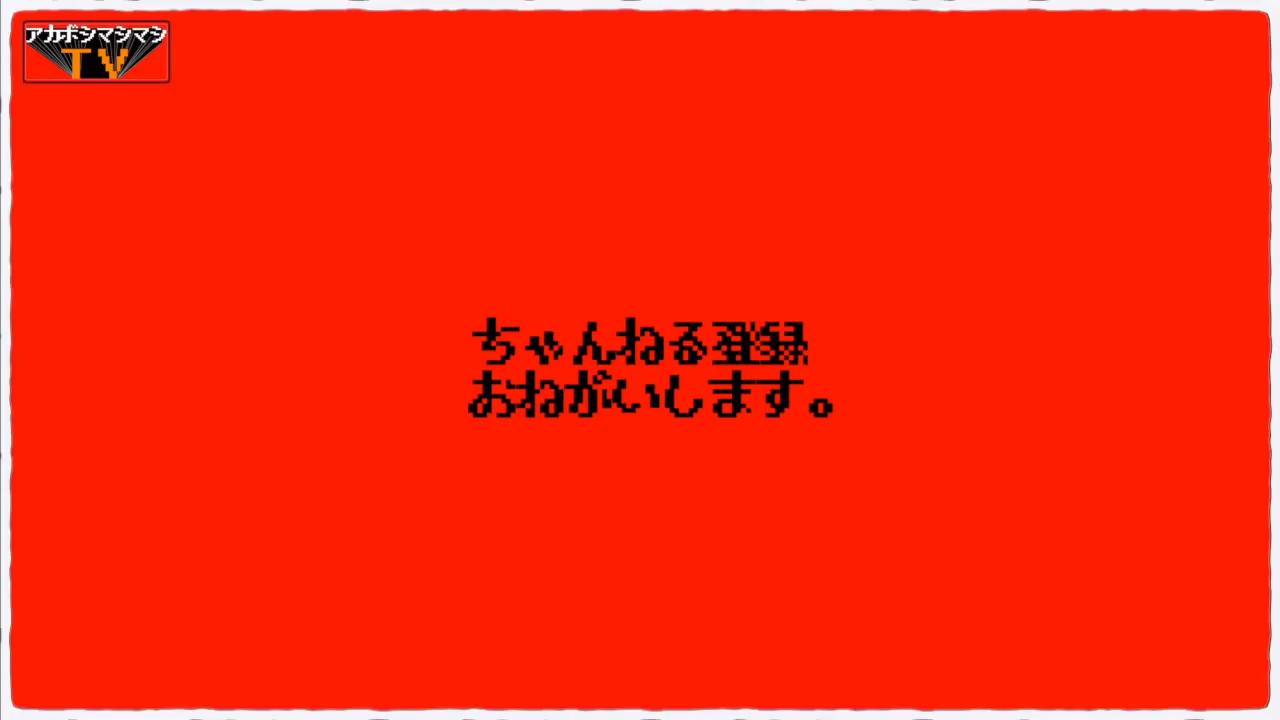 アカボシマシマシ
TV
ちゃんねる登録
おねがいします。